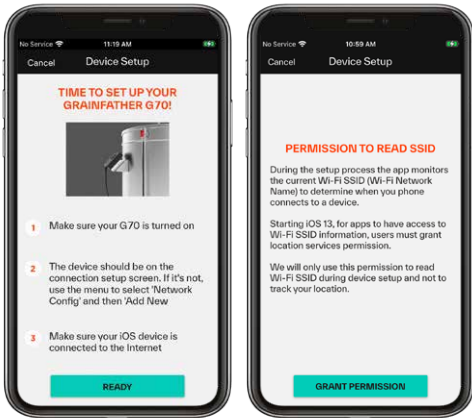 No Service 11:19 AM
Cancel Device Setup
TIME TO SET UP YOUR
GRAINFATHER G70!
1 Make sure your G70 is turned on
2 The device should be on the
connection setup screen. If it's not,
use the menu to select 'Network
Config' and then 'Add New
3 Make sure your iOS device is
connected to the Internet
READY
No Service 10:59 AM
Cancel Device Setup
PERMISSION TO READ SSID
During the setup process the app monitors
the current Wi-Fi SSID (Wi-Fi Network
Name) to determine when you phone
connects to a device.
Starting iOS 13, for apps to have access to
Wi-Fi SSID information, users must grant
location services permission.
We will only use this permission to read
Wi-Fi SSID during device setup and not to
track your location.
GRANT PERMISSION